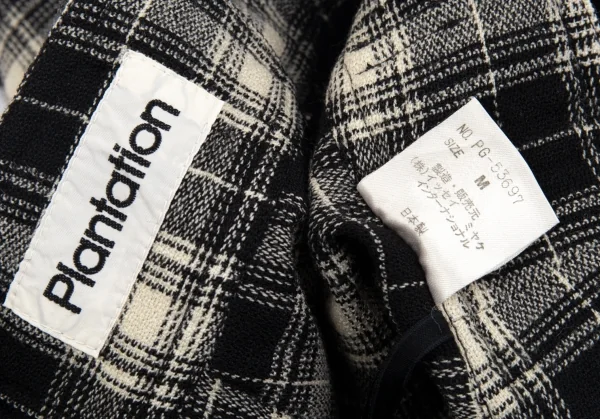 Plantation
NO. PG-53697
SIZE M
製造・販売元
(株)イッセイ ミヤケ
インターナショナル
日本製